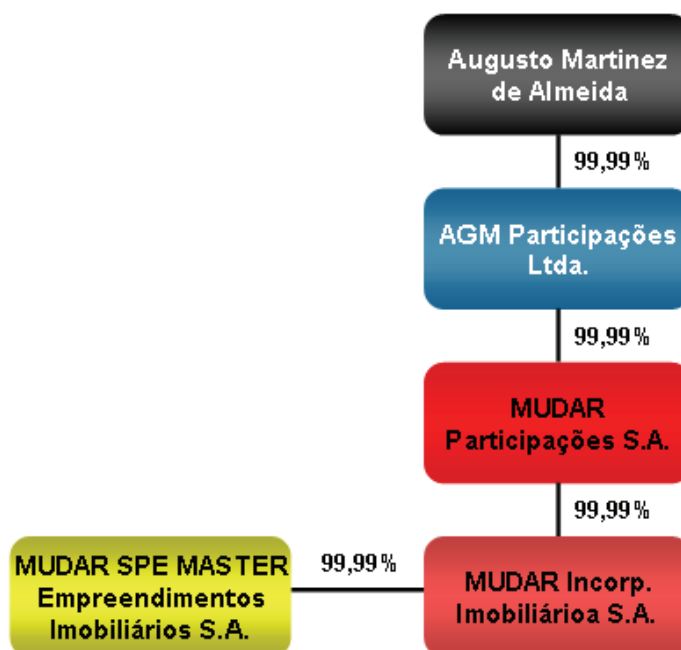 Augusto Martinez
de Almeida
99,99%
AGM Participações
Ltda.
99,99%
MUDAR
Participações S.A.
99,99%
MUDAR SPE MASTER
Empreendimentos
Imobiliários S.A.
99,99%
MUDAR Incorp.
Imobiliárioa S.A.